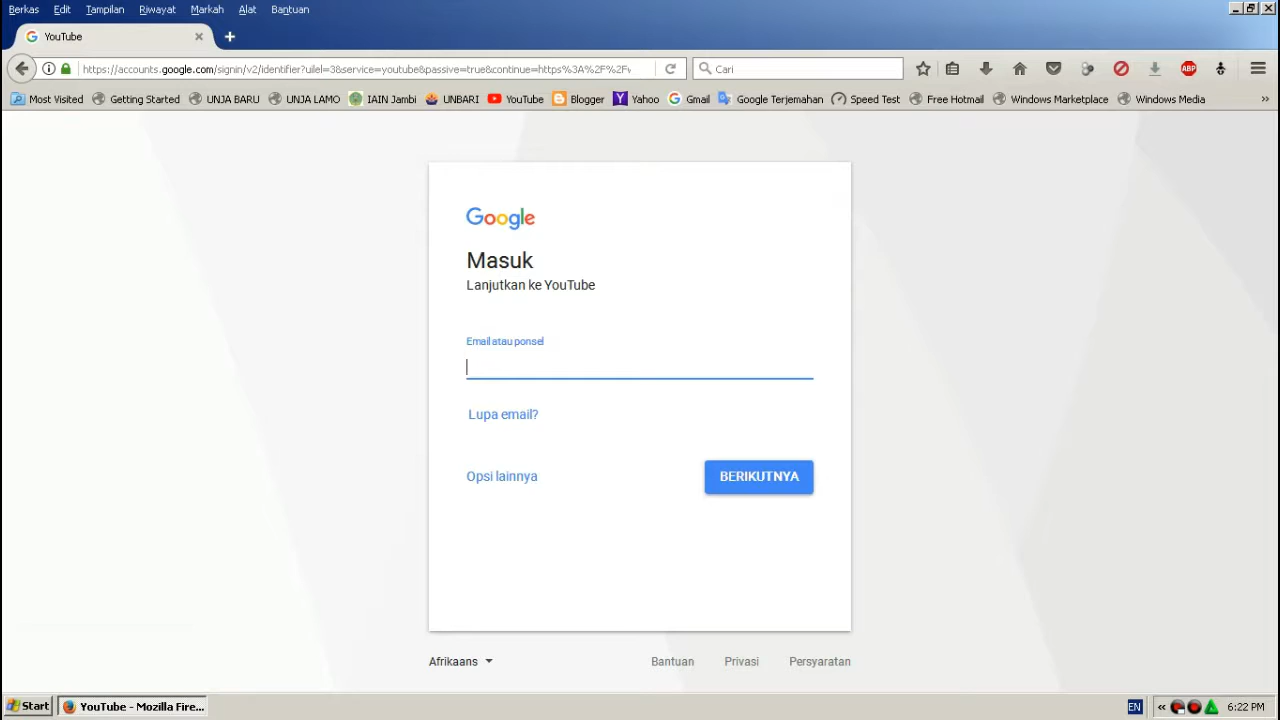 Berkas Edit Tampilan Riwayat Markah Alat Bantuan
YouTube
https://accounts.google.com/signin/v2/identifier?uilel=3&service=youtube&passive=true&continue=https%3A%2F%2Fv
Cari
ABP
Most Visited Getting Started UNJA BARU UNJA LAMO IAIN Jambi UNBARI YouTube Blogger Yahoo Gmail Google Terjemahan Speed Test Free Hotmail Windows Marketplace Windows Media
Google
Masuk
Lanjutkan ke YouTube
Email atau ponsel
Lupa email?
Opsi lainnya
BERIKUTNYA
Afrikaans
Bantuan Privasi Persyaratan
Start
YouTube - Mozilla Fire...
EN
6:22 PM